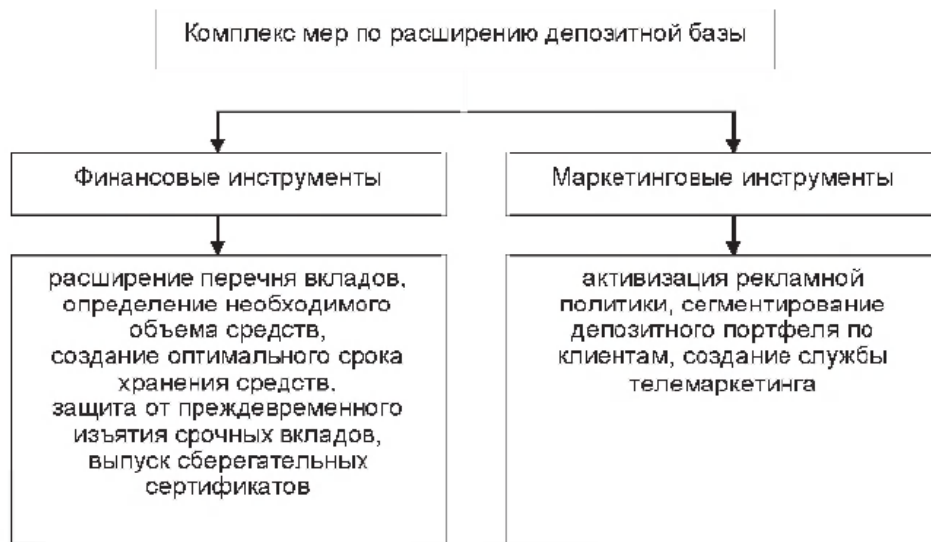 Комплекс мер по расширению депозитной базы
Финансовые инструменты
Маркетинговые инструменты
расширение перечня вкладов,
определение необходимого
объема средств,
создание оптимального срока
хранения средств,
защита от преждевременного
изъятия срочных вкладов,
выпуск сберегательных
сертификатов
активизация рекламной
политики, сегментирование
депозитного портфеля по
клиентам, создание службы
телемаркетинга